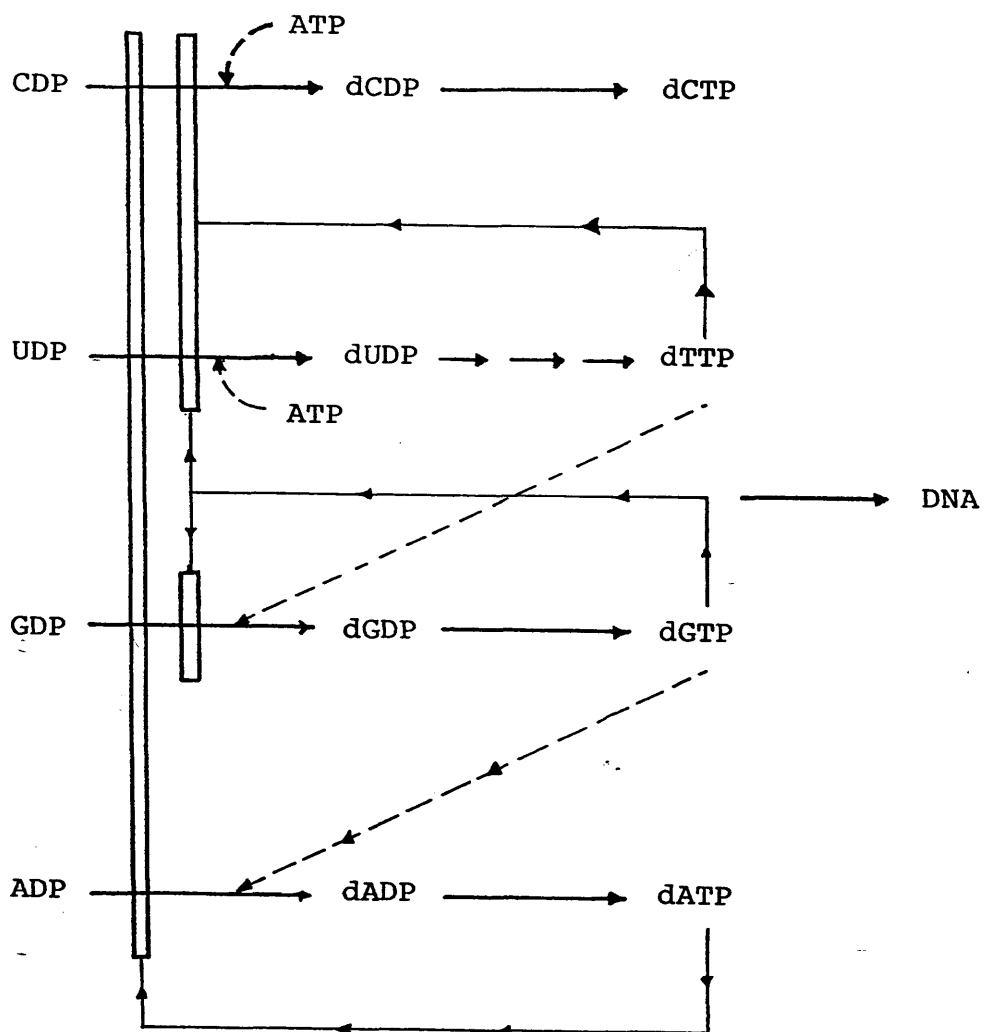 ATP
CDP dCDP dCTP
UDP dUDP dTTP
ATP
DNA
GDP dGDP dGTP
ADP dADP dATP